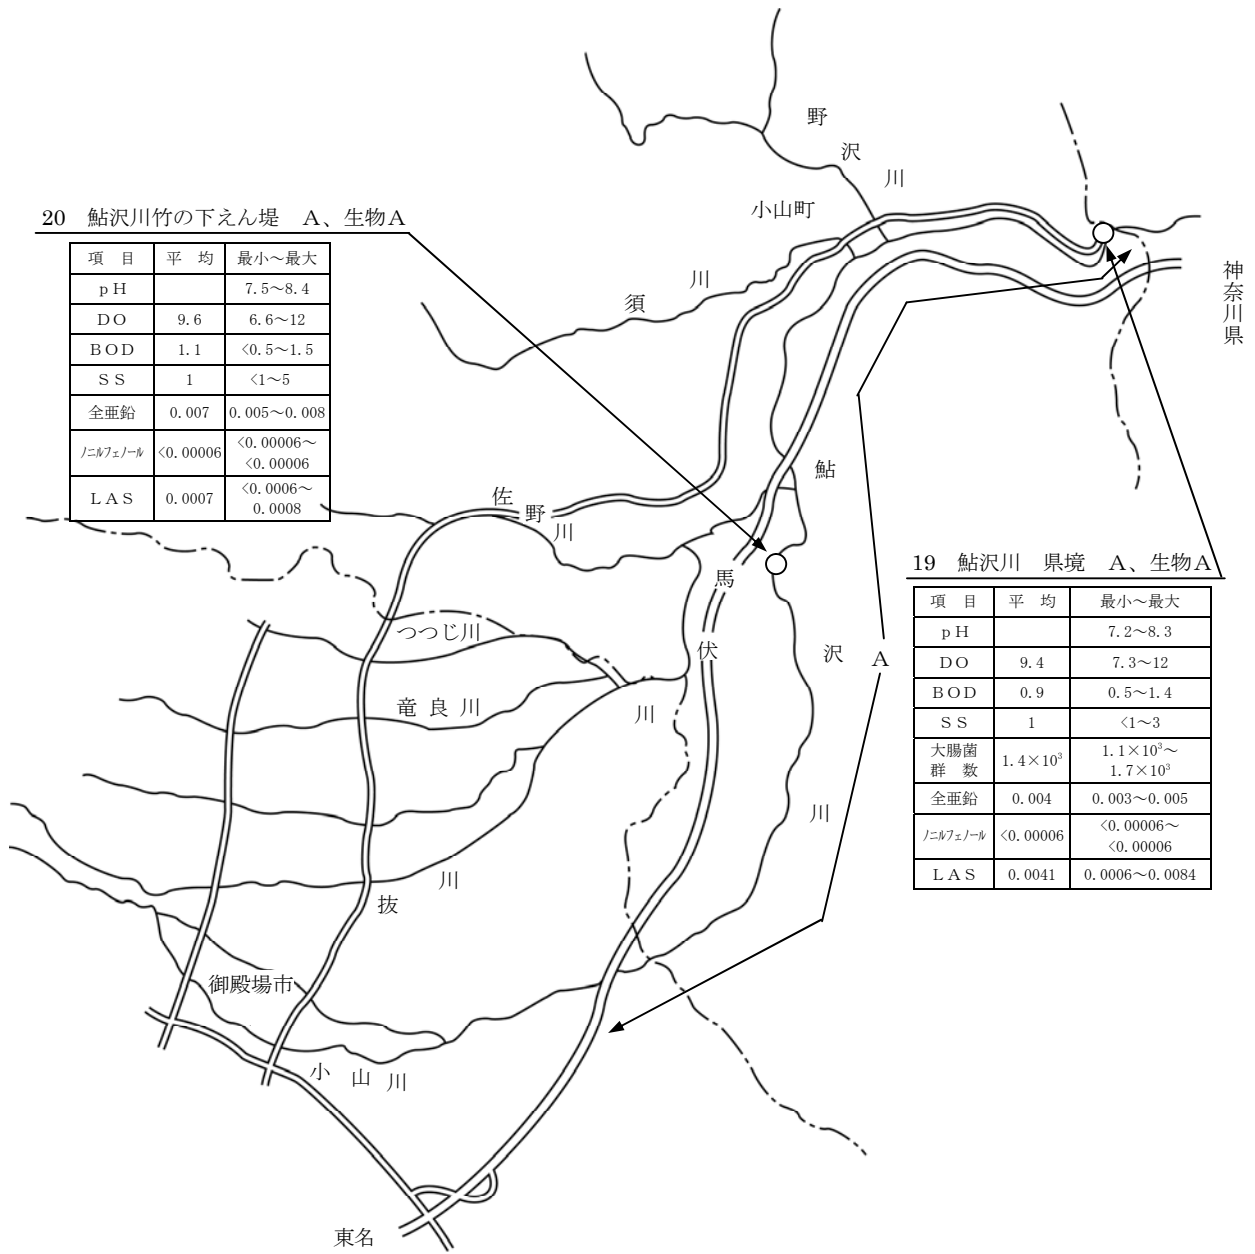 野
沢
川
小山町
20 鮎沢川竹の下えん堤 A、生物A
項 目 平 均 最小～最大
pH 7.5～8.4
DO 9.6 6.6～12
BOD 1.1 <0.5～1.5
SS 1 <1～5
全亜鉛 0.007 0.005～0.008
ﾉﾆﾙﾌｪﾉｰﾙ <0.00006 <0.00006～
<0.00006
LAS 0.0007 <0.0006～
0.0008
須
川
神
奈
川
県
鮎
沢
川
佐
野
川
馬
伏
川
A
19 鮎沢川 県境 A、生物A
項 目 平 均 最小～最大
pH 7.2～8.3
DO 9.4 7.3～12
BOD 0.9 0.5～1.4
SS 1 <1～3
大腸菌
群 数 1.4×10³ 1.1×10³～
1.7×10³
全亜鉛 0.004 0.003～0.005
ﾉﾆﾙﾌｪﾉｰﾙ <0.00006 <0.00006～
<0.00006
LAS 0.0041 0.0006～0.0084
つつじ川
竜良川
抜
川
御殿場市
小山川
東名